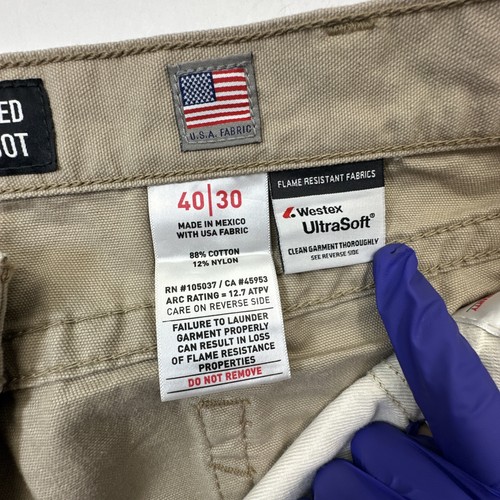 ED
OT
U.S.A. FABRIC
40|30
MADE IN MEXICO
WITH USA FABRIC
88% COTTON
12% NYLON
RN #105037 / CA #45953
ARC RATING = 12.7 ATPV
CARE ON REVERSE SIDE
FAILURE TO LAUNDER
GARMENT PROPERLY
CAN RESULT IN LOSS
OF FLAME RESISTANCE
PROPERTIES
DO NOT REMOVE
FLAME RESISTANT FABRICS
Westex
UltraSoft®
CLEAN GARMENT THOROUGHLY
SEE REVERSE SIDE